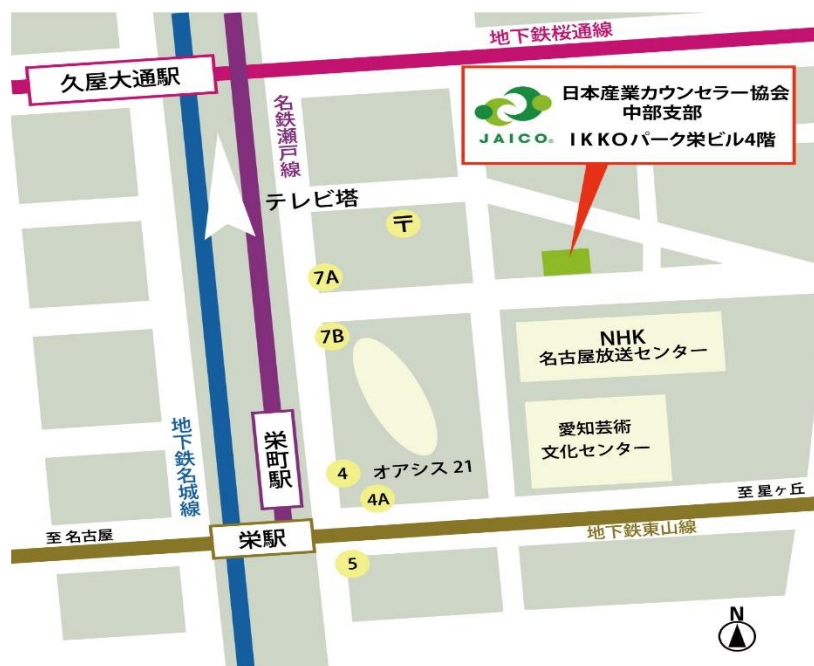 地下鉄桜通線
久屋大通駅
日本産業カウンセラー協会
中部支部
JAICO®
IKKOパーク栄ビル4階
名鉄瀬戸線
テレビ塔
〒
7A
7B
NHK
名古屋放送センター
愛知芸術
文化センター
地下鉄名城線
栄町駅
4
オアシス21
4A
至 星ヶ丘
至 名古屋
栄駅
地下鉄東山線
5
N